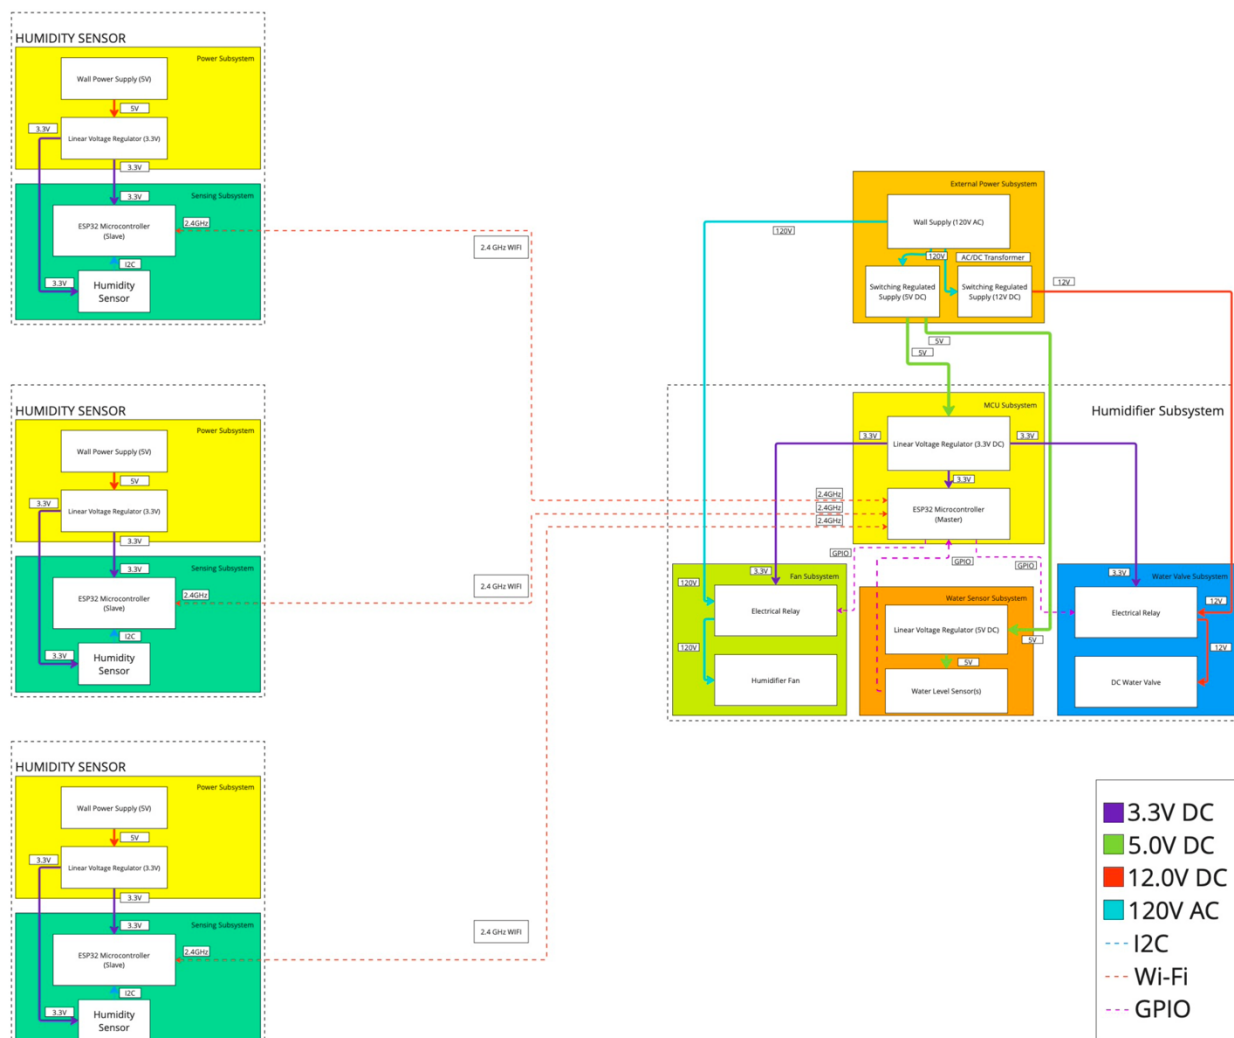 HUMIDITY SENSOR
Power Subsystem
Wall Power Supply (5V)
5V
3.3V
Linear Voltage Regulator (3.3V)
3.3V
Sensing Subsystem
3.3V
ESP32 Microcontroller
(Slave)
2.4GHz
I2C
3.3V
Humidity
Sensor
2.4 GHz WIFI
HUMIDITY SENSOR
Power Subsystem
Wall Power Supply (5V)
5V
3.3V
Linear Voltage Regulator (3.3V)
3.3V
Sensing Subsystem
3.3V
ESP32 Microcontroller
(Slave)
2.4GHz
I2C
3.3V
Humidity
Sensor
2.4 GHz WIFI
HUMIDITY SENSOR
Power Subsystem
Wall Power Supply (5V)
5V
3.3V
Linear Voltage Regulator (3.3V)
3.3V
Sensing Subsystem
3.3V
ESP32 Microcontroller
(Slave)
2.4GHz
I2C
3.3V
Humidity
Sensor
2.4 GHz WIFI
External Power Subsystem
Wall Supply (120V AC)
120V
120V
AC/DC Transformer
Switching Regulated
Supply (5V DC)
Switching Regulated
Supply (12V DC)
12V
5V
5V
Humidifier Subsystem
MCU Subsystem
3.3V
Linear Voltage Regulator (3.3V DC)
3.3V
3.3V
2.4GHz
2.4GHz
2.4GHz
ESP32 Microcontroller
(Master)
GPIO
GPIO
GPIO
Fan Subsystem
3.3V
120V
Electrical Relay
120V
Humidifier Fan
Water Sensor Subsystem
Linear Voltage Regulator (5V DC)
5V
5V
Water Level Sensor(s)
Water Valve Subsystem
3.3V
12V
Electrical Relay
12V
DC Water Valve
3.3V DC
5.0V DC
12.0V DC
120V AC
I2C
Wi-Fi
GPIO